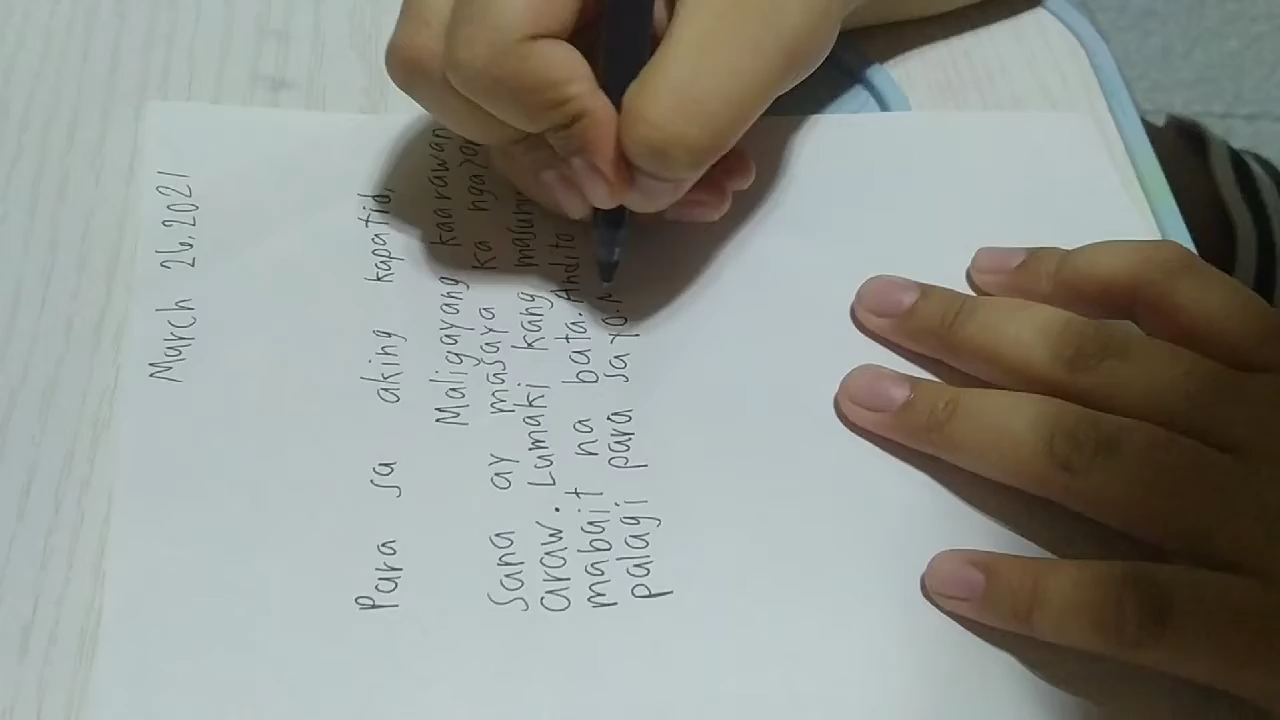 March 26, 2021
Para sa aking kapatid,
Maligayang kaarawan
Sana ay masaya ka
araw. Lumaki kang
mabait na bata. Andito
palagi para sayo.